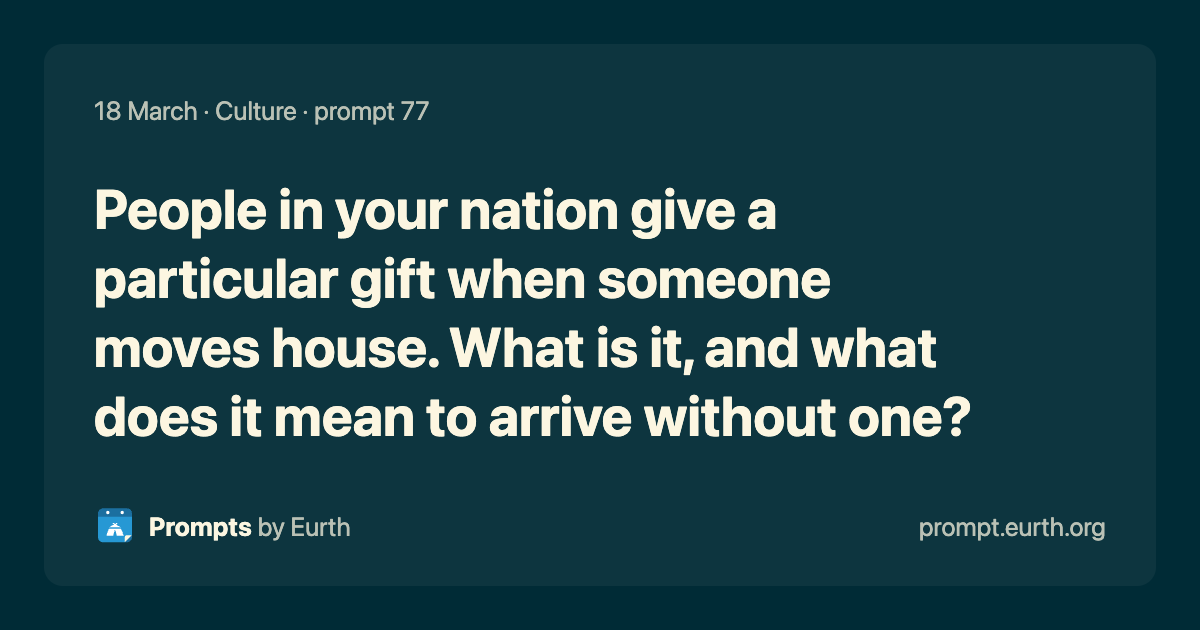 18 March · Culture · prompt 77
People in your nation give a
particular gift when someone
moves house. What is it, and what
does it mean to arrive without one?
Prompts by Eurth
prompt.eurth.org